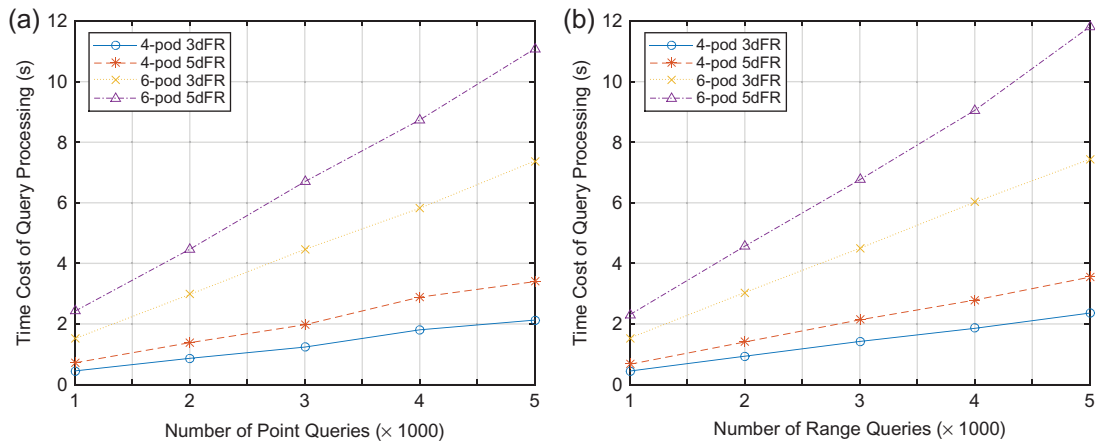 (a)
Time Cost of Query Processing (s)
12
10
8
6
4
2
0
4-pod 3dFR
4-pod 5dFR
6-pod 3dFR
6-pod 5dFR
1 2 3 4 5
Number of Point Queries (× 1000)
(b)
Time Cost of Query Processing (s)
12
10
8
6
4
2
0
4-pod 3dFR
4-pod 5dFR
6-pod 3dFR
6-pod 5dFR
1 2 3 4 5
Number of Range Queries (× 1000)